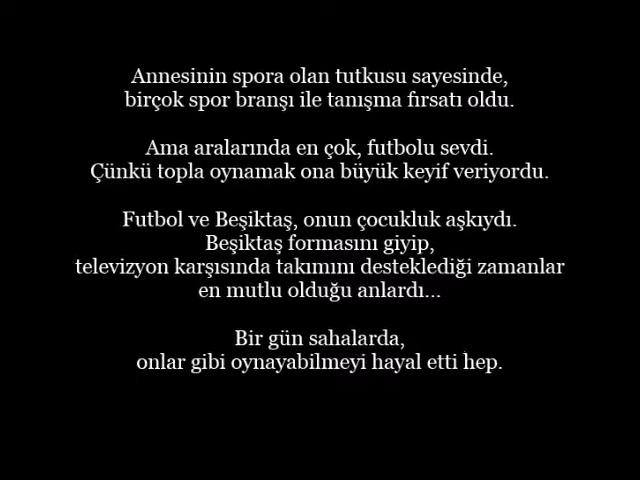 Annesinin spora olan tutkusu sayesinde,
birçok spor branşı ile tanışma fırsatı oldu.
Ama aralarında en çok, futbolu sevdi.
Çünkü topla oynamak ona büyük keyif veriyordu.
Futbol ve Beşiktaş, onun çocukluk aşkıydı.
Beşiktaş formasını giyip,
televizyon karşısında takımını desteklediği zamanlar
en mutlu olduğu anlardı...
Bir gün sahalarda,
onlar gibi oynayabilmeyi hayal etti hep.